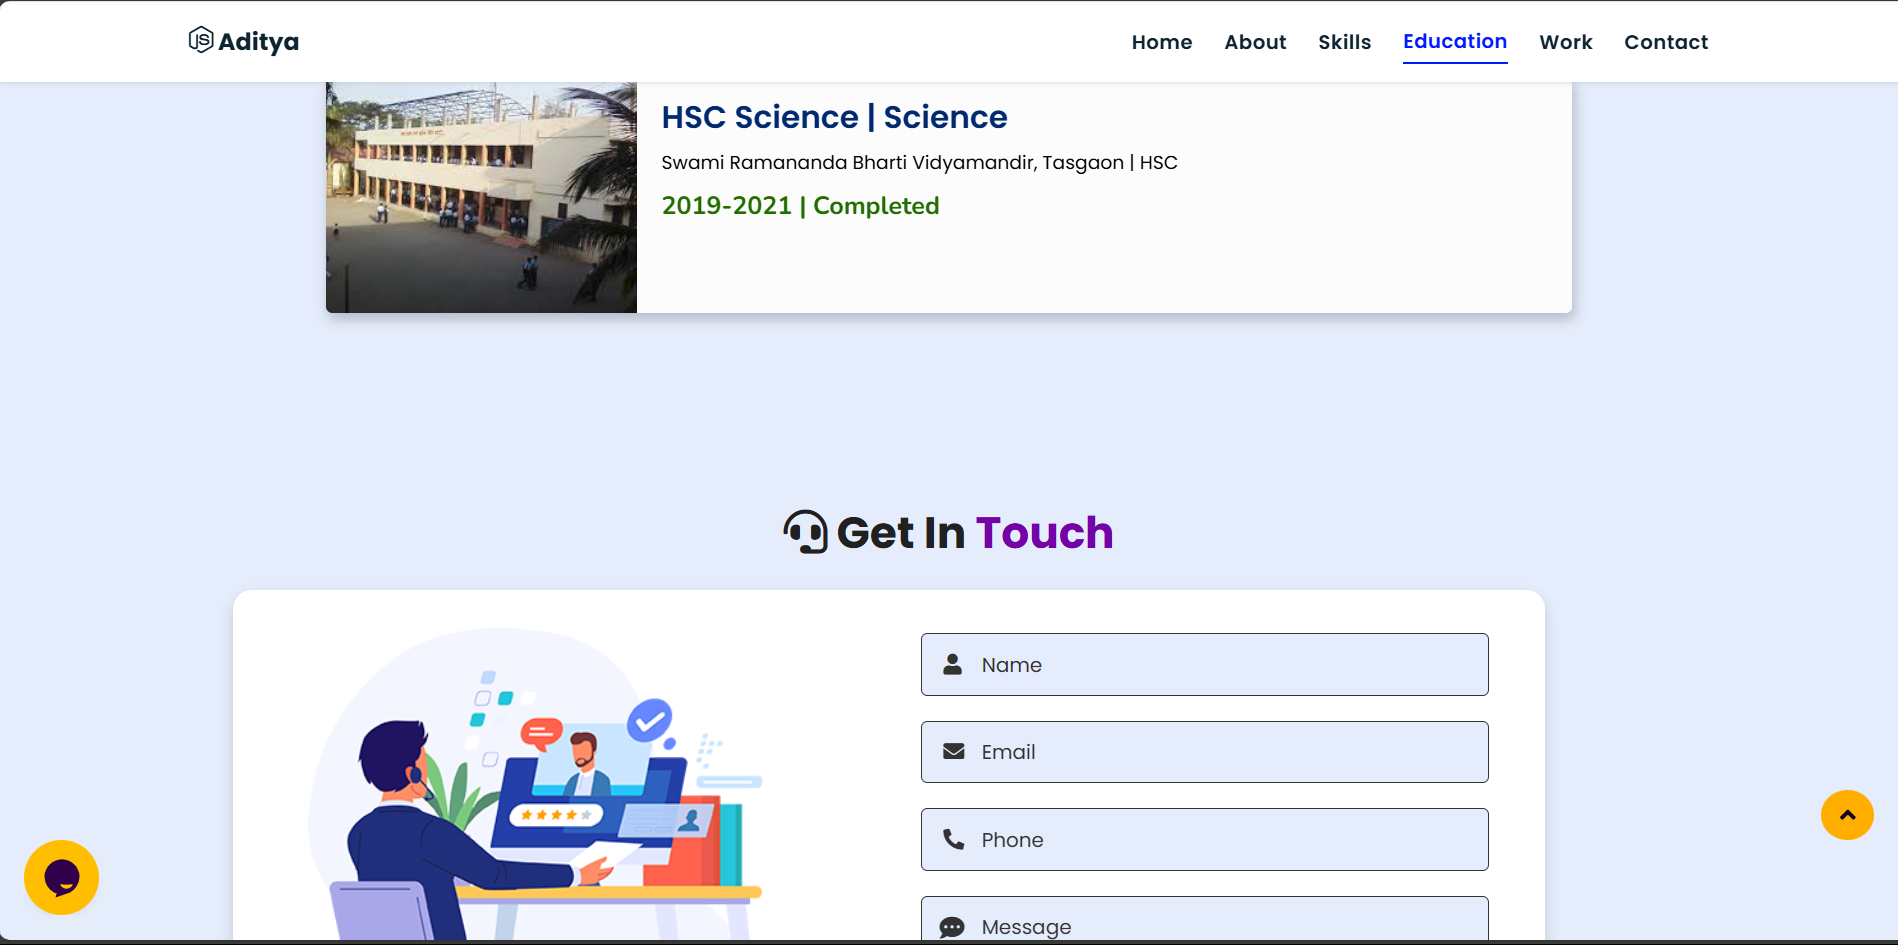 Aditya
Home About Skills Education Work Contact
HSC Science | Science
Swami Ramananda Bharti Vidyamandir, Tasgaon | HSC
2019-2021 | Completed
Get In Touch
Name
Email
Phone
Message